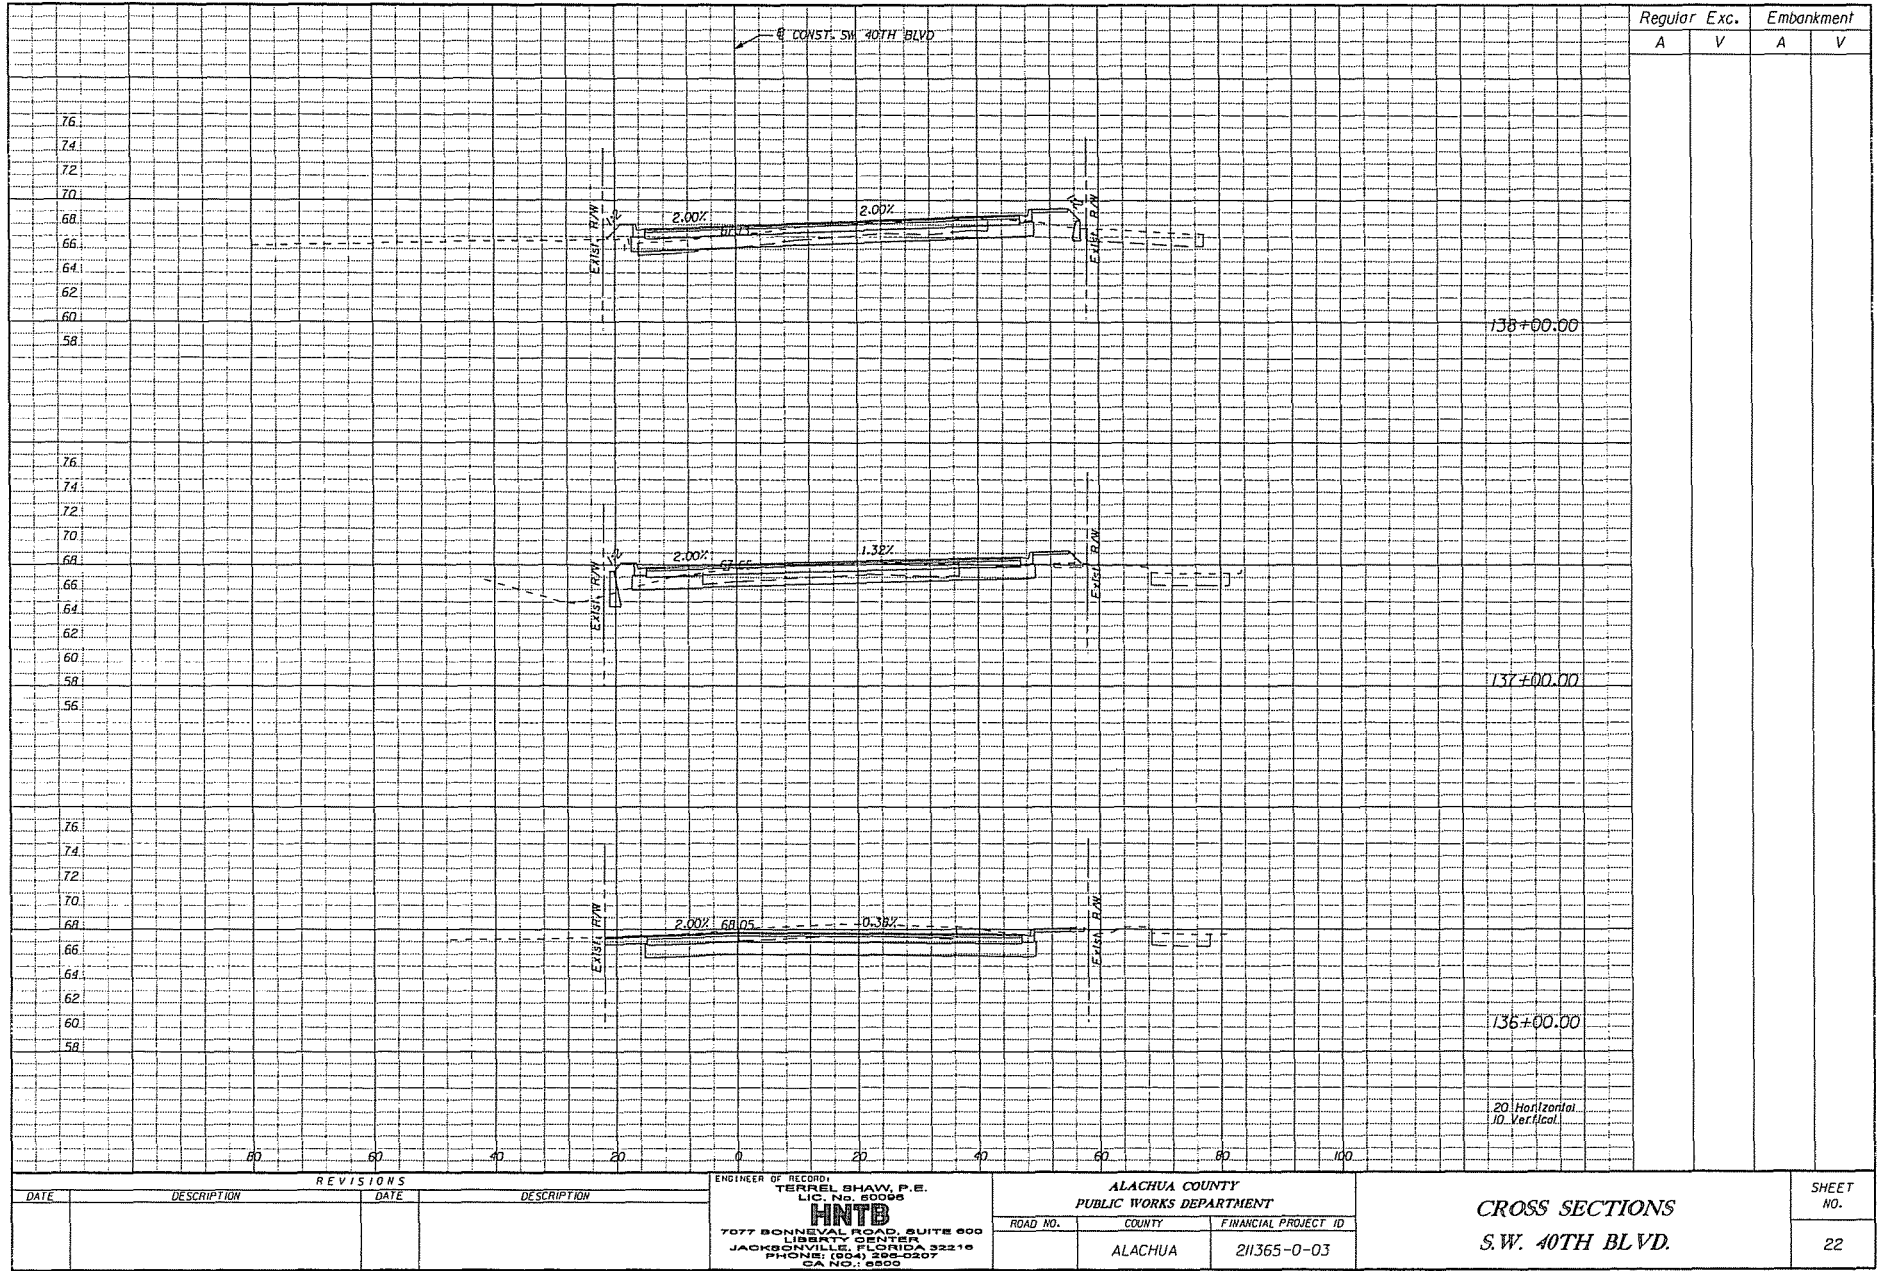 Regular Exc. Embankment
A V A V
℄ CONST. SW 40TH BLVD
76
74
72
70
68
66
64
62
60
58
Exist. R/W
1:2
2.00%
2.00%
Exist. R/W
138+00.00
76
74
72
70
68
66
64
62
60
58
56
Exist. R/W
1:2
2.00%
67.65
1.32%
Exist. R/W
137+00.00
76
74
72
70
68
66
64
62
60
58
Exist. R/W
2.00%
68.05
-0.38%
Exist. R/W
136+00.00
20 Horizontal
10 Vertical
80 60 40 20 0 20 40 60 80 100
REVISIONS
DATE DESCRIPTION DATE DESCRIPTION
ENGINEER OF RECORD:
TERREL SHAW, P.E.
LIC. No. 50096
HNTB
7077 BONNEVAL ROAD, SUITE 600
LIBERTY CENTER
JACKSONVILLE, FLORIDA 32216
PHONE: (904) 296-0207
CA NO.: 6500
ALACHUA COUNTY
PUBLIC WORKS DEPARTMENT
ROAD NO. COUNTY FINANCIAL PROJECT ID
ALACHUA 211365-0-03
CROSS SECTIONS
S.W. 40TH BLVD.
SHEET
NO.
22